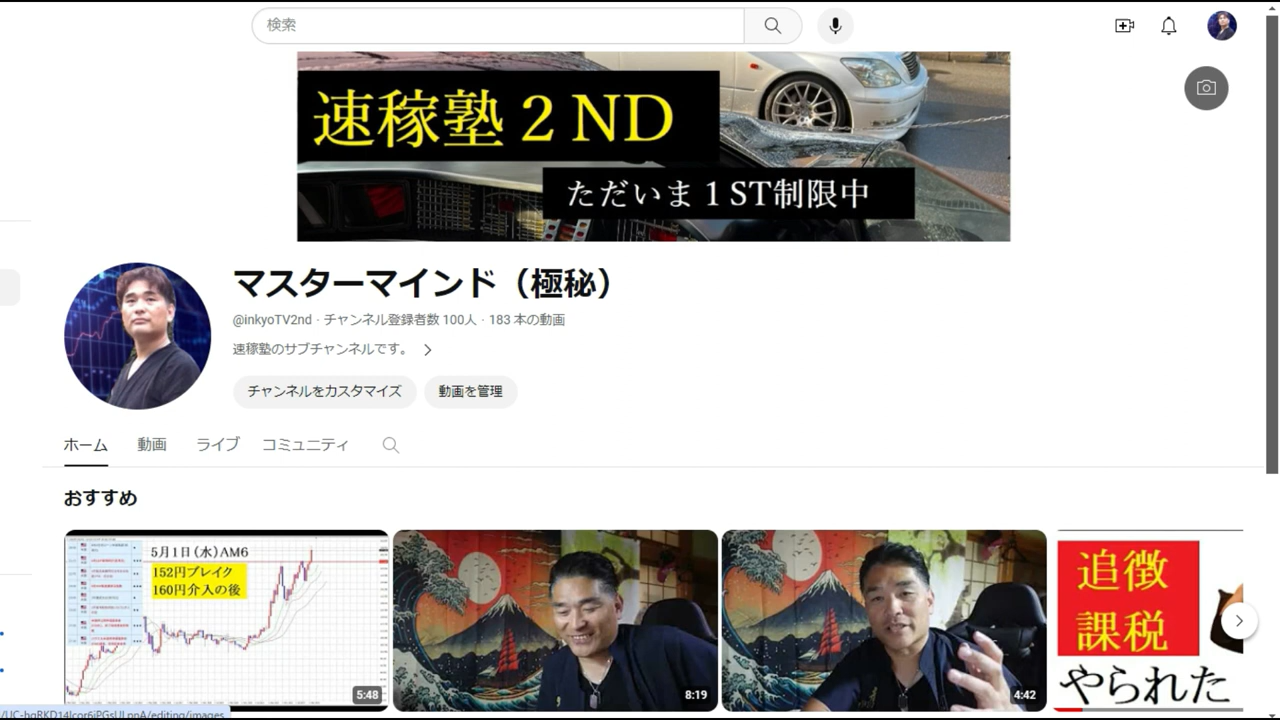 検索
速稼塾２ND
ただいま１ST制限中
マスターマインド（極秘）
@inkyoTV2nd · チャンネル登録者数 100人 · 183 本の動画
速稼塾のサブチャンネルです。
チャンネルをカスタマイズ
動画を管理
ホーム
動画
ライブ
コミュニティ
おすすめ
5月1日(水)AM6
152円ブレイク
160円介入の後
5:48
8:19
4:42
追徴
課税
やられた